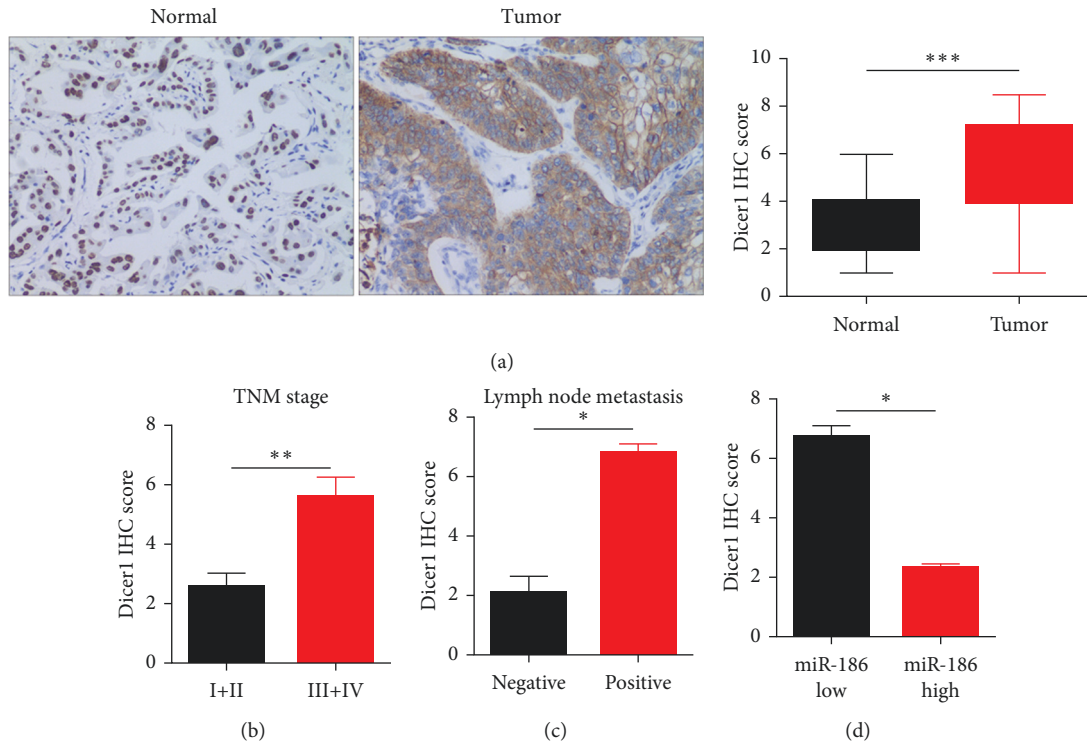 Normal
Tumor
Dicer1 IHC score
10
8
6
4
2
0
***
Normal
Tumor
(a)
TNM stage
Dicer1 IHC score
8
6
4
2
0
**
I+II
III+IV
(b)
Lymph node metastasis
Dicer1 IHC score
8
6
4
2
0
*
Negative
Positive
(c)
Dicer1 IHC score
8
6
4
2
0
*
miR-186
low
miR-186
high
(d)